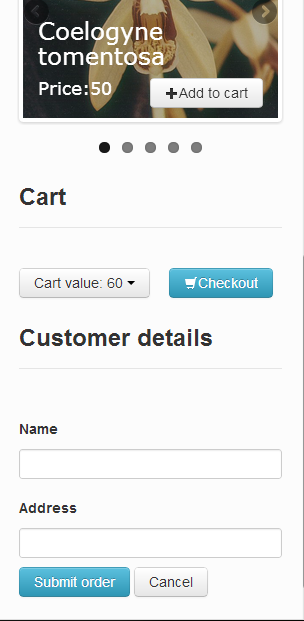 Coelogyne
tomentosa
Price:50
Add to cart
Cart
Cart value: 60
Checkout
Customer details
Name
Address
Submit order
Cancel